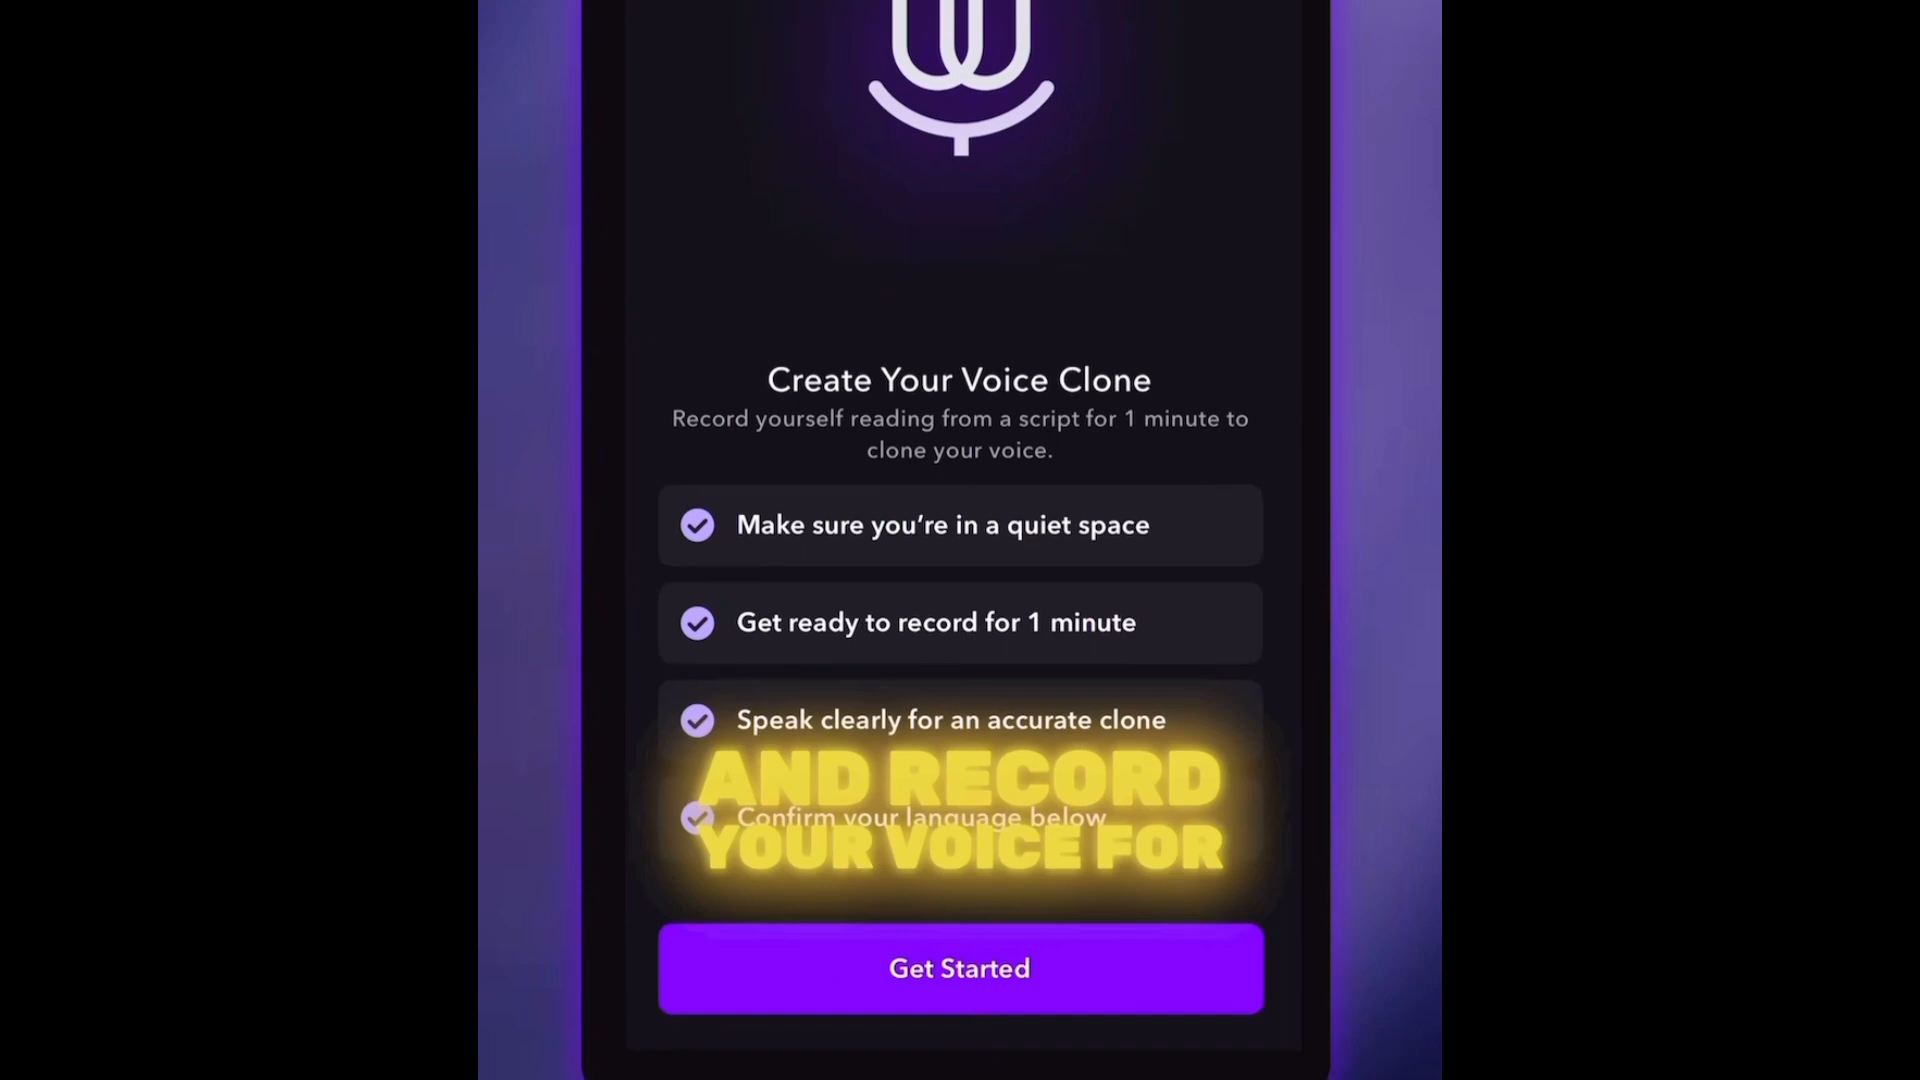 Create Your Voice Clone
Record yourself reading from a script for 1 minute to
clone your voice.
Make sure you’re in a quiet space
Get ready to record for 1 minute
Speak clearly for an accurate clone
AND RECORD
Confirm your language below
YOUR VOICE FOR
Get Started